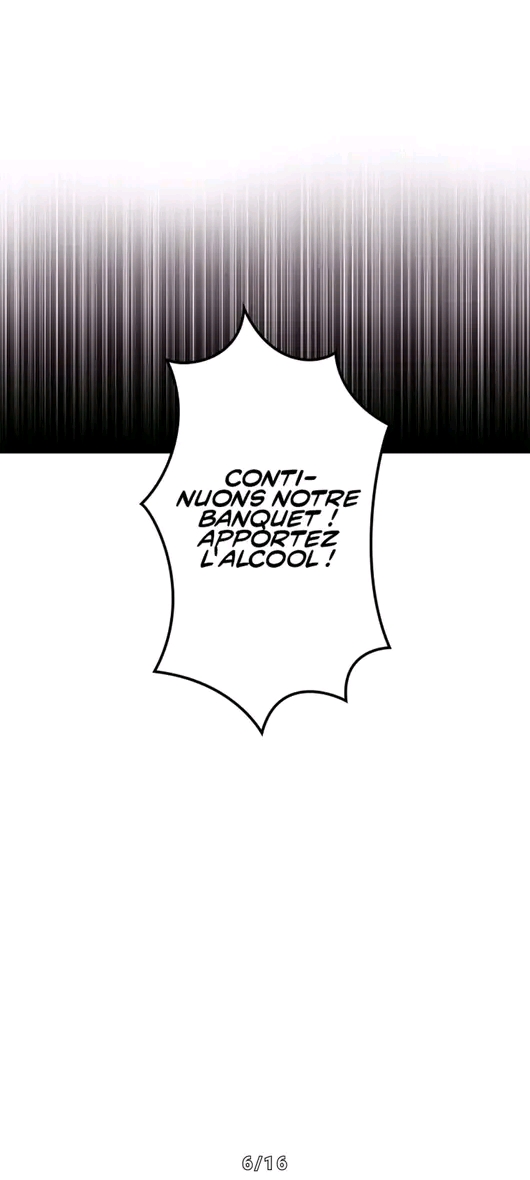 CONTI-
NUONS NOTRE
BANQUET !
APPORTEZ
L'ALCOOL !
6/16